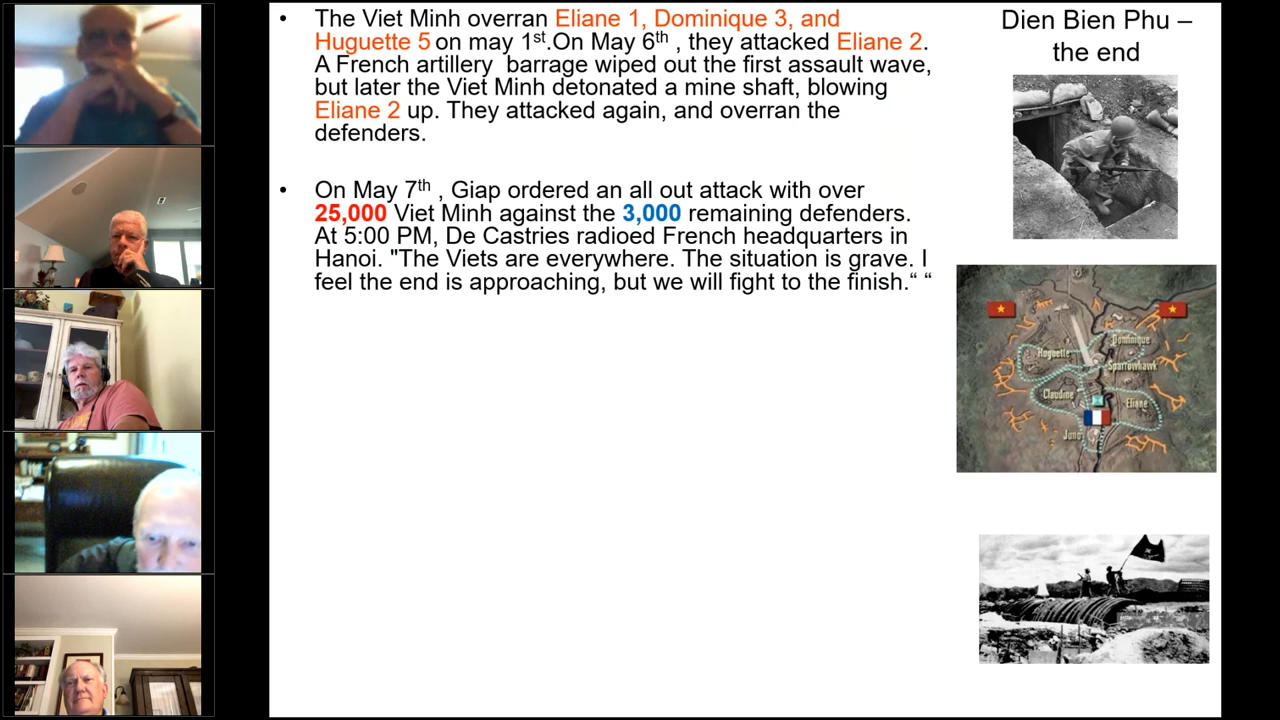 • The Viet Minh overran Eliane 1, Dominique 3, and
Huguette 5 on may 1st.On May 6th , they attacked Eliane 2.
A French artillery  barrage wiped out the first assault wave,
but later the Viet Minh detonated a mine shaft, blowing
Eliane 2 up. They attacked again, and overran the
defenders.
• On May 7th , Giap ordered an all out attack with over
25,000 Viet Minh against the 3,000 remaining defenders.
At 5:00 PM, De Castries radioed French headquarters in
Hanoi. "The Viets are everywhere. The situation is grave. I
feel the end is approaching, but we will fight to the finish.“ “
Dien Bien Phu –
the end
Huguette
Dominique
Sparrowhawk
Claudine
Eliane
Juno